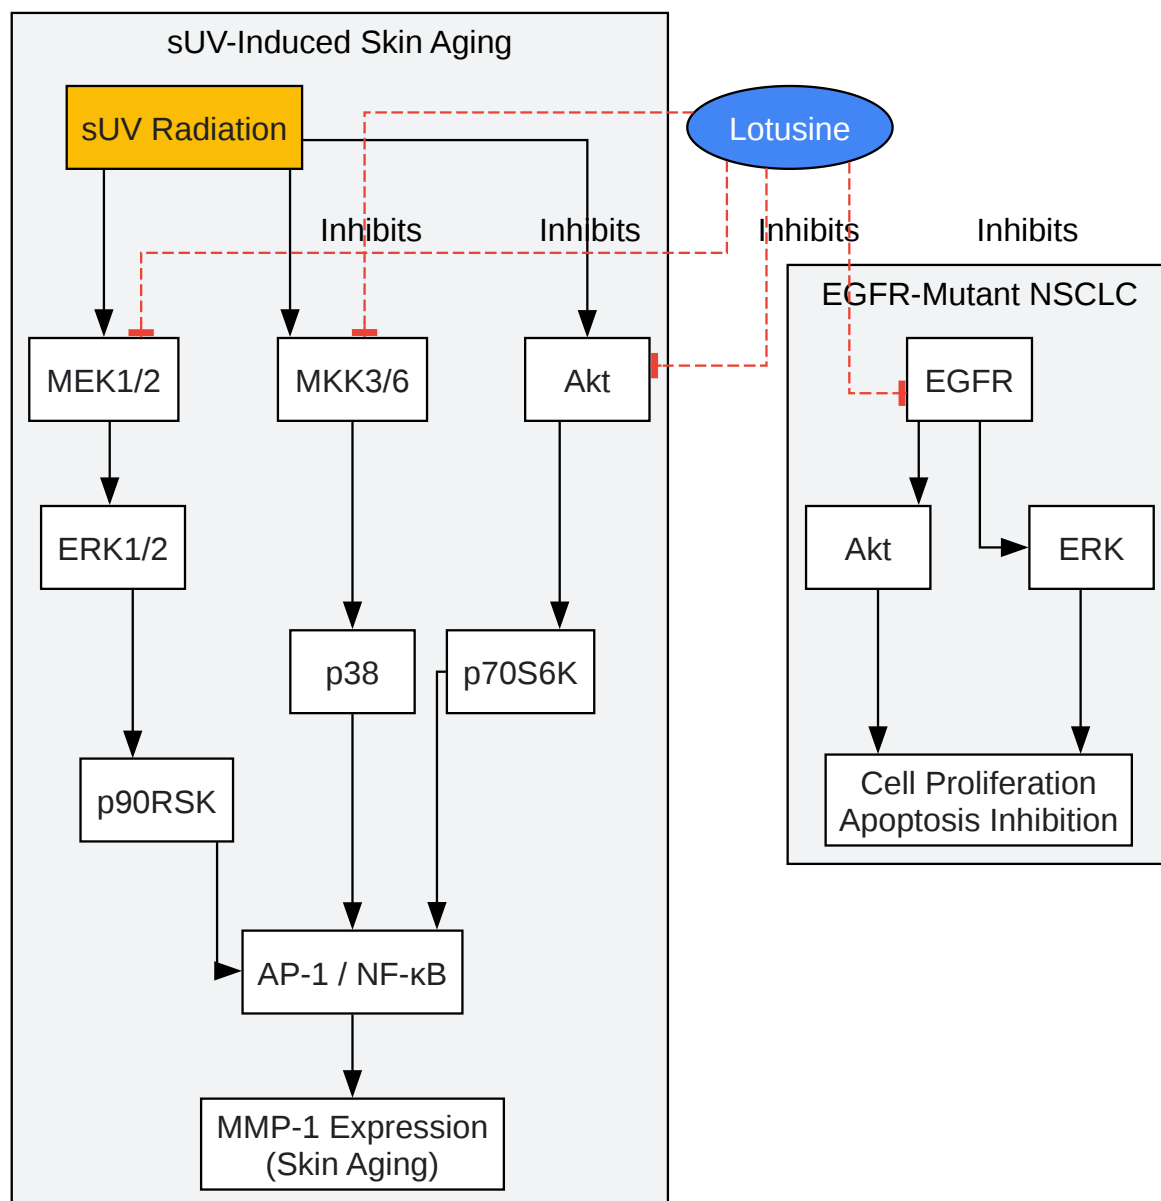 sUV-Induced Skin Aging
sUV Radiation
Lotusine
Inhibits
Inhibits
Inhibits
Inhibits
EGFR-Mutant NSCLC
MEK1/2
MKK3/6
Akt
EGFR
ERK1/2
Akt
ERK
p38
p70S6K
p90RSK
Cell Proliferation
Apoptosis Inhibition
AP-1 / NF-κB
MMP-1 Expression
(Skin Aging)